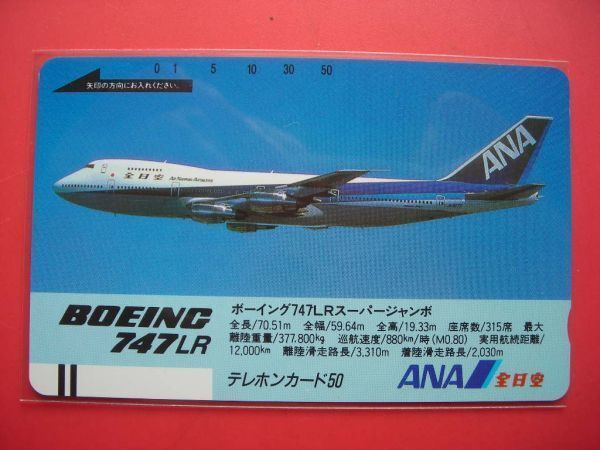 0 1 5 10 30 50
矢印の方向にお入れください。
ANA
全日空 All Nippon Airways
BOEING
747LR
ボーイング747LRスーパージャンボ
全長/70.51m 全幅/59.64m 全高/19.33m 座席数/315席 最大
離陸重量/377.800kg 巡航速度/880km/時(M0.80) 実用航続距離/
12,000km 離陸滑走路長/3,310m 着陸滑走路長/2,030m
テレホンカード50
ANA 全日空